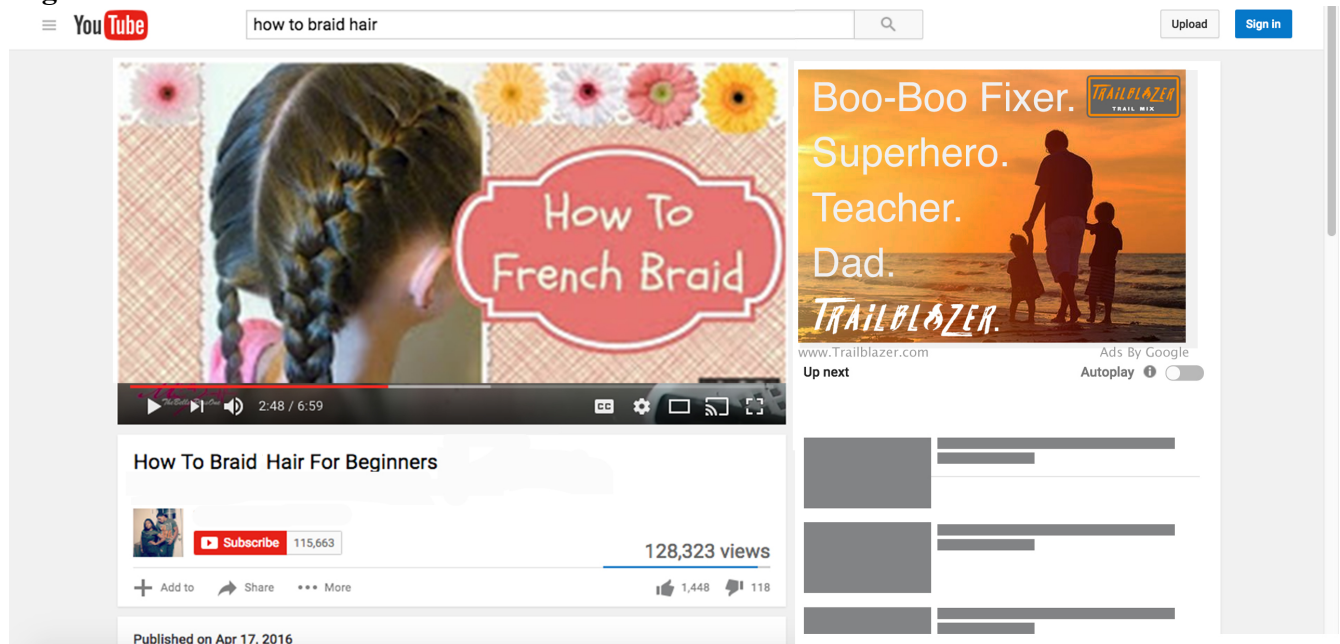 You Tube
how to braid hair
Upload
Sign in
How To
French Braid
2:48 / 6:59
CC
How To Braid Hair For Beginners
Subscribe 115,663
128,323 views
Add to
Share
More
1,448
118
Published on Apr 17, 2016
Boo-Boo Fixer.
Superhero.
Teacher.
Dad.
TRAILBLAZER.
TRAILBLAZER
TRAIL MIX
www.Trailblazer.com
Ads By Google
Up next
Autoplay